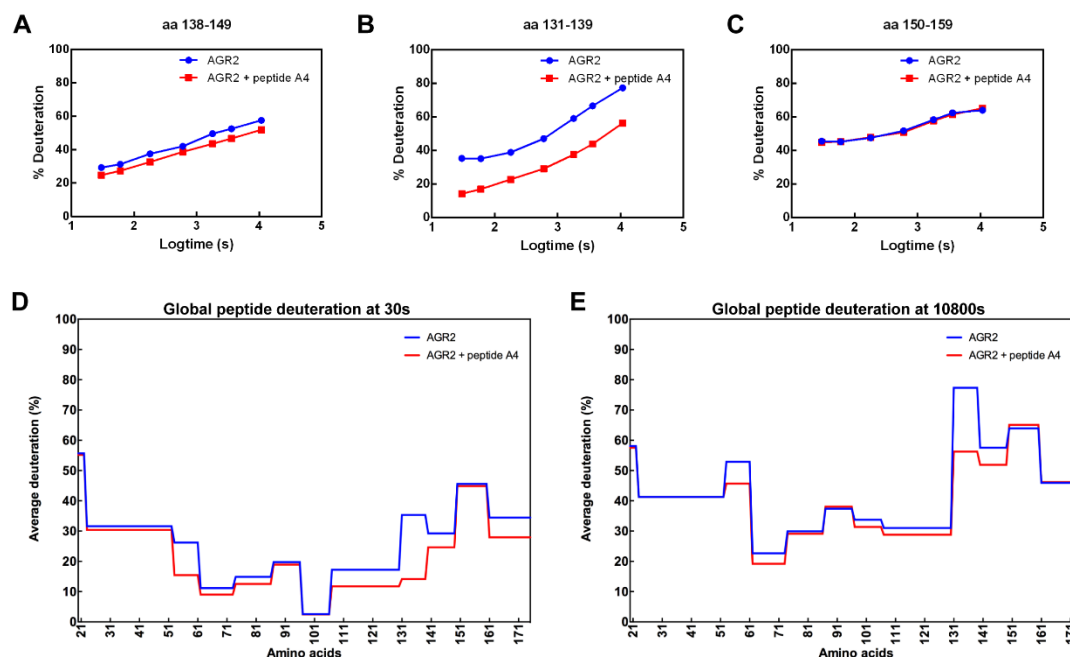 A
aa 138-149
AGR2
AGR2 + peptide A4
100
80
60
40
20
0
% Deuteration
1 2 3 4 5
Logtime (s)
B
aa 131-139
AGR2
AGR2 + peptide A4
100
80
60
40
20
0
% Deuteration
1 2 3 4 5
Logtime (s)
C
aa 150-159
AGR2
AGR2 + peptide A4
100
80
60
40
20
0
% Deuteration
1 2 3 4 5
Logtime (s)
D
Global peptide deuteration at 30s
AGR2
AGR2 + peptide A4
100
90
80
70
60
50
40
30
20
10
0
Average deuteration (%)
21 31 41 51 61 71 81 91 101 111 121 131 141 151 161 171
Amino acids
E
Global peptide deuteration at 10800s
AGR2
AGR2 + peptide A4
100
90
80
70
60
50
40
30
20
10
0
Average deuteration (%)
21 31 41 51 61 71 81 91 101 111 121 131 141 151 161 171
Amino acids